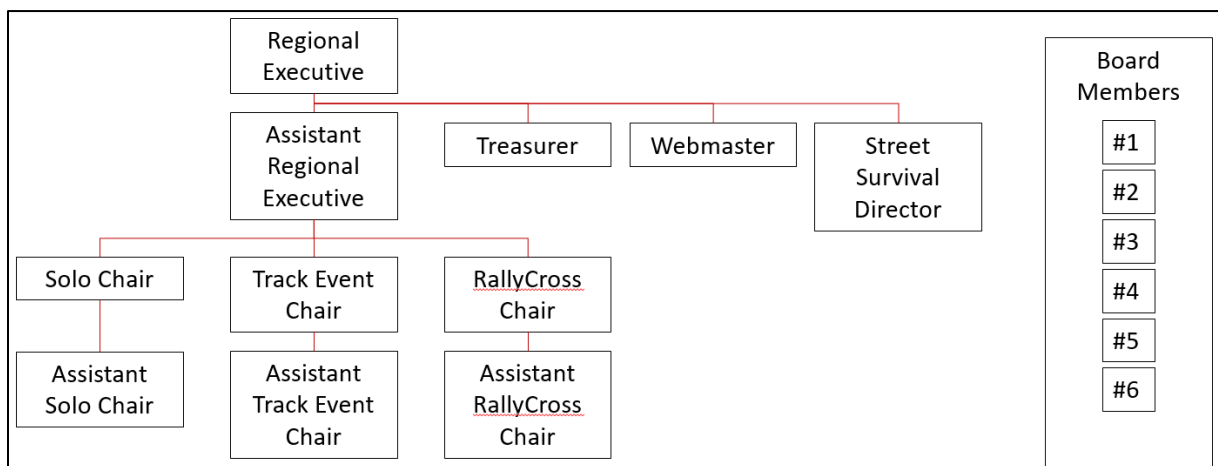 Regional
Executive
Assistant
Regional
Executive
Treasurer
Webmaster
Street
Survival
Director
Solo Chair
Track Event
Chair
RallyCross
Chair
Assistant
Solo Chair
Assistant
Track Event
Chair
Assistant
RallyCross
Chair
Board
Members
#1
#2
#3
#4
#5
#6